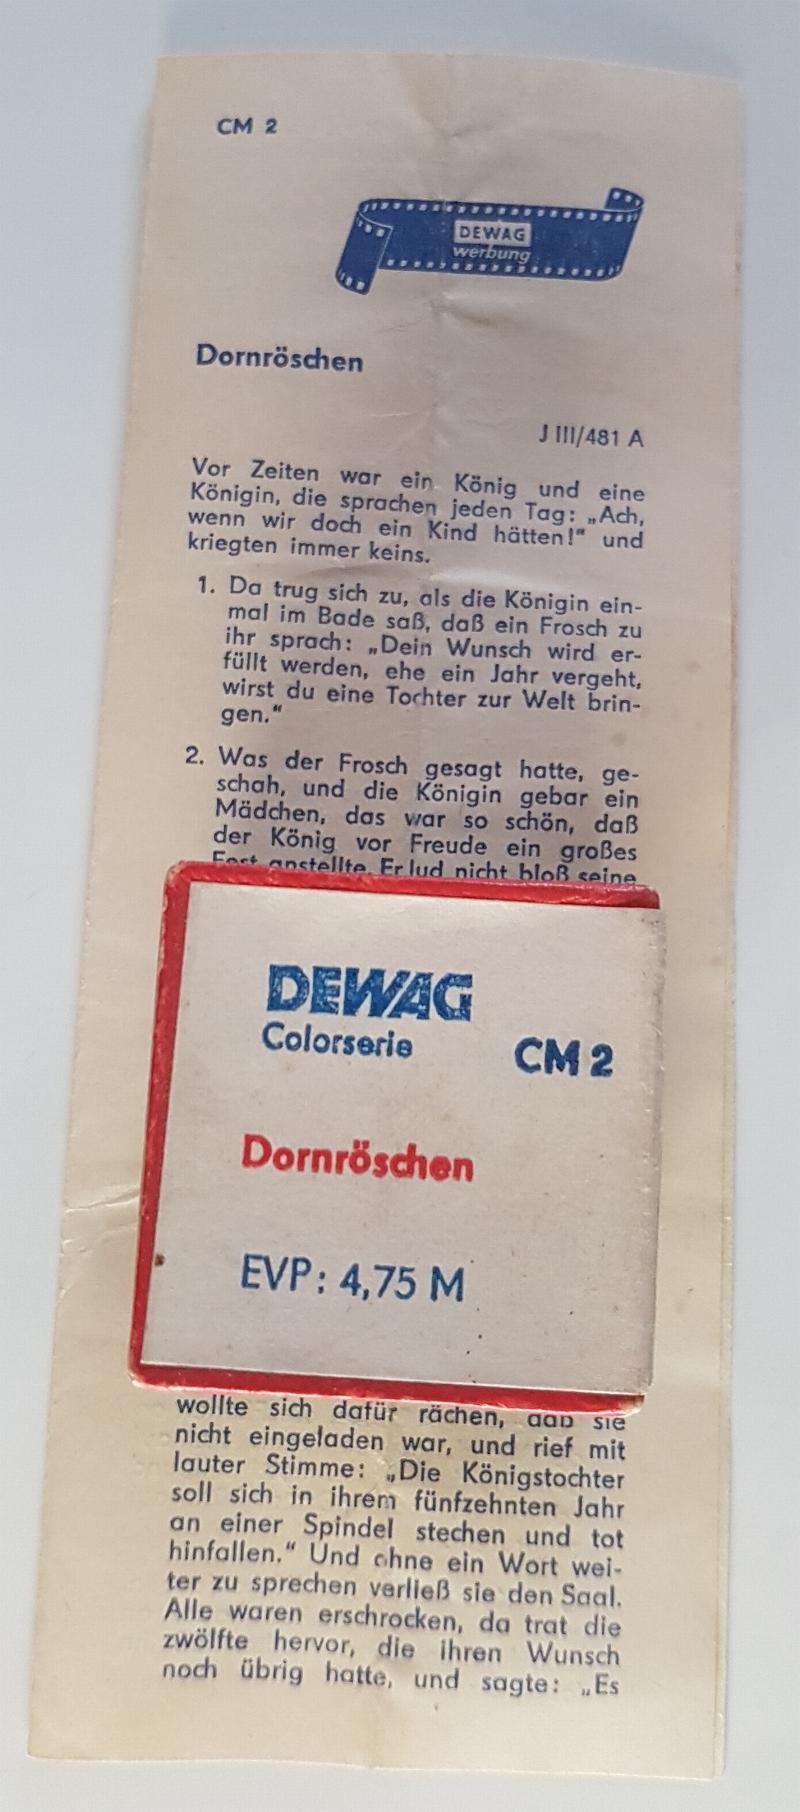 CM 2
DEWAG
werbung
Dornröschen
J III/481 A
Vor Zeiten war ein König und eine
Königin, die sprachen jeden Tag: „Ach,
wenn wir doch ein Kind hätten!“ und
kriegten immer keins.
1. Da trug sich zu, als die Königin ein-
mal im Bade saß, daß ein Frosch zu
ihr sprach: „Dein Wunsch wird er-
füllt werden, ehe ein Jahr vergeht,
wirst du eine Tochter zur Welt brin-
gen.“
2. Was der Frosch gesagt hatte, ge-
schah, und die Königin gebar ein
Mädchen, das war so schön, daß
der König vor Freude ein großes
Fest anstellte. Er lud nicht bloß seine
DEWAG
Colorserie
CM 2
Dornröschen
EVP: 4,75 M
wollte sich dafür rächen, daß sie
nicht eingeladen war, und rief mit
lauter Stimme: „Die Königstochter
soll sich in ihrem fünfzehnten Jahr
an einer Spindel stechen und tot
hinfallen.“ Und ohne ein Wort wei-
ter zu sprechen verließ sie den Saal.
Alle waren erschrocken, da trat die
zwölfte hervor, die ihren Wunsch
noch übrig hatte, und sagte: „Es